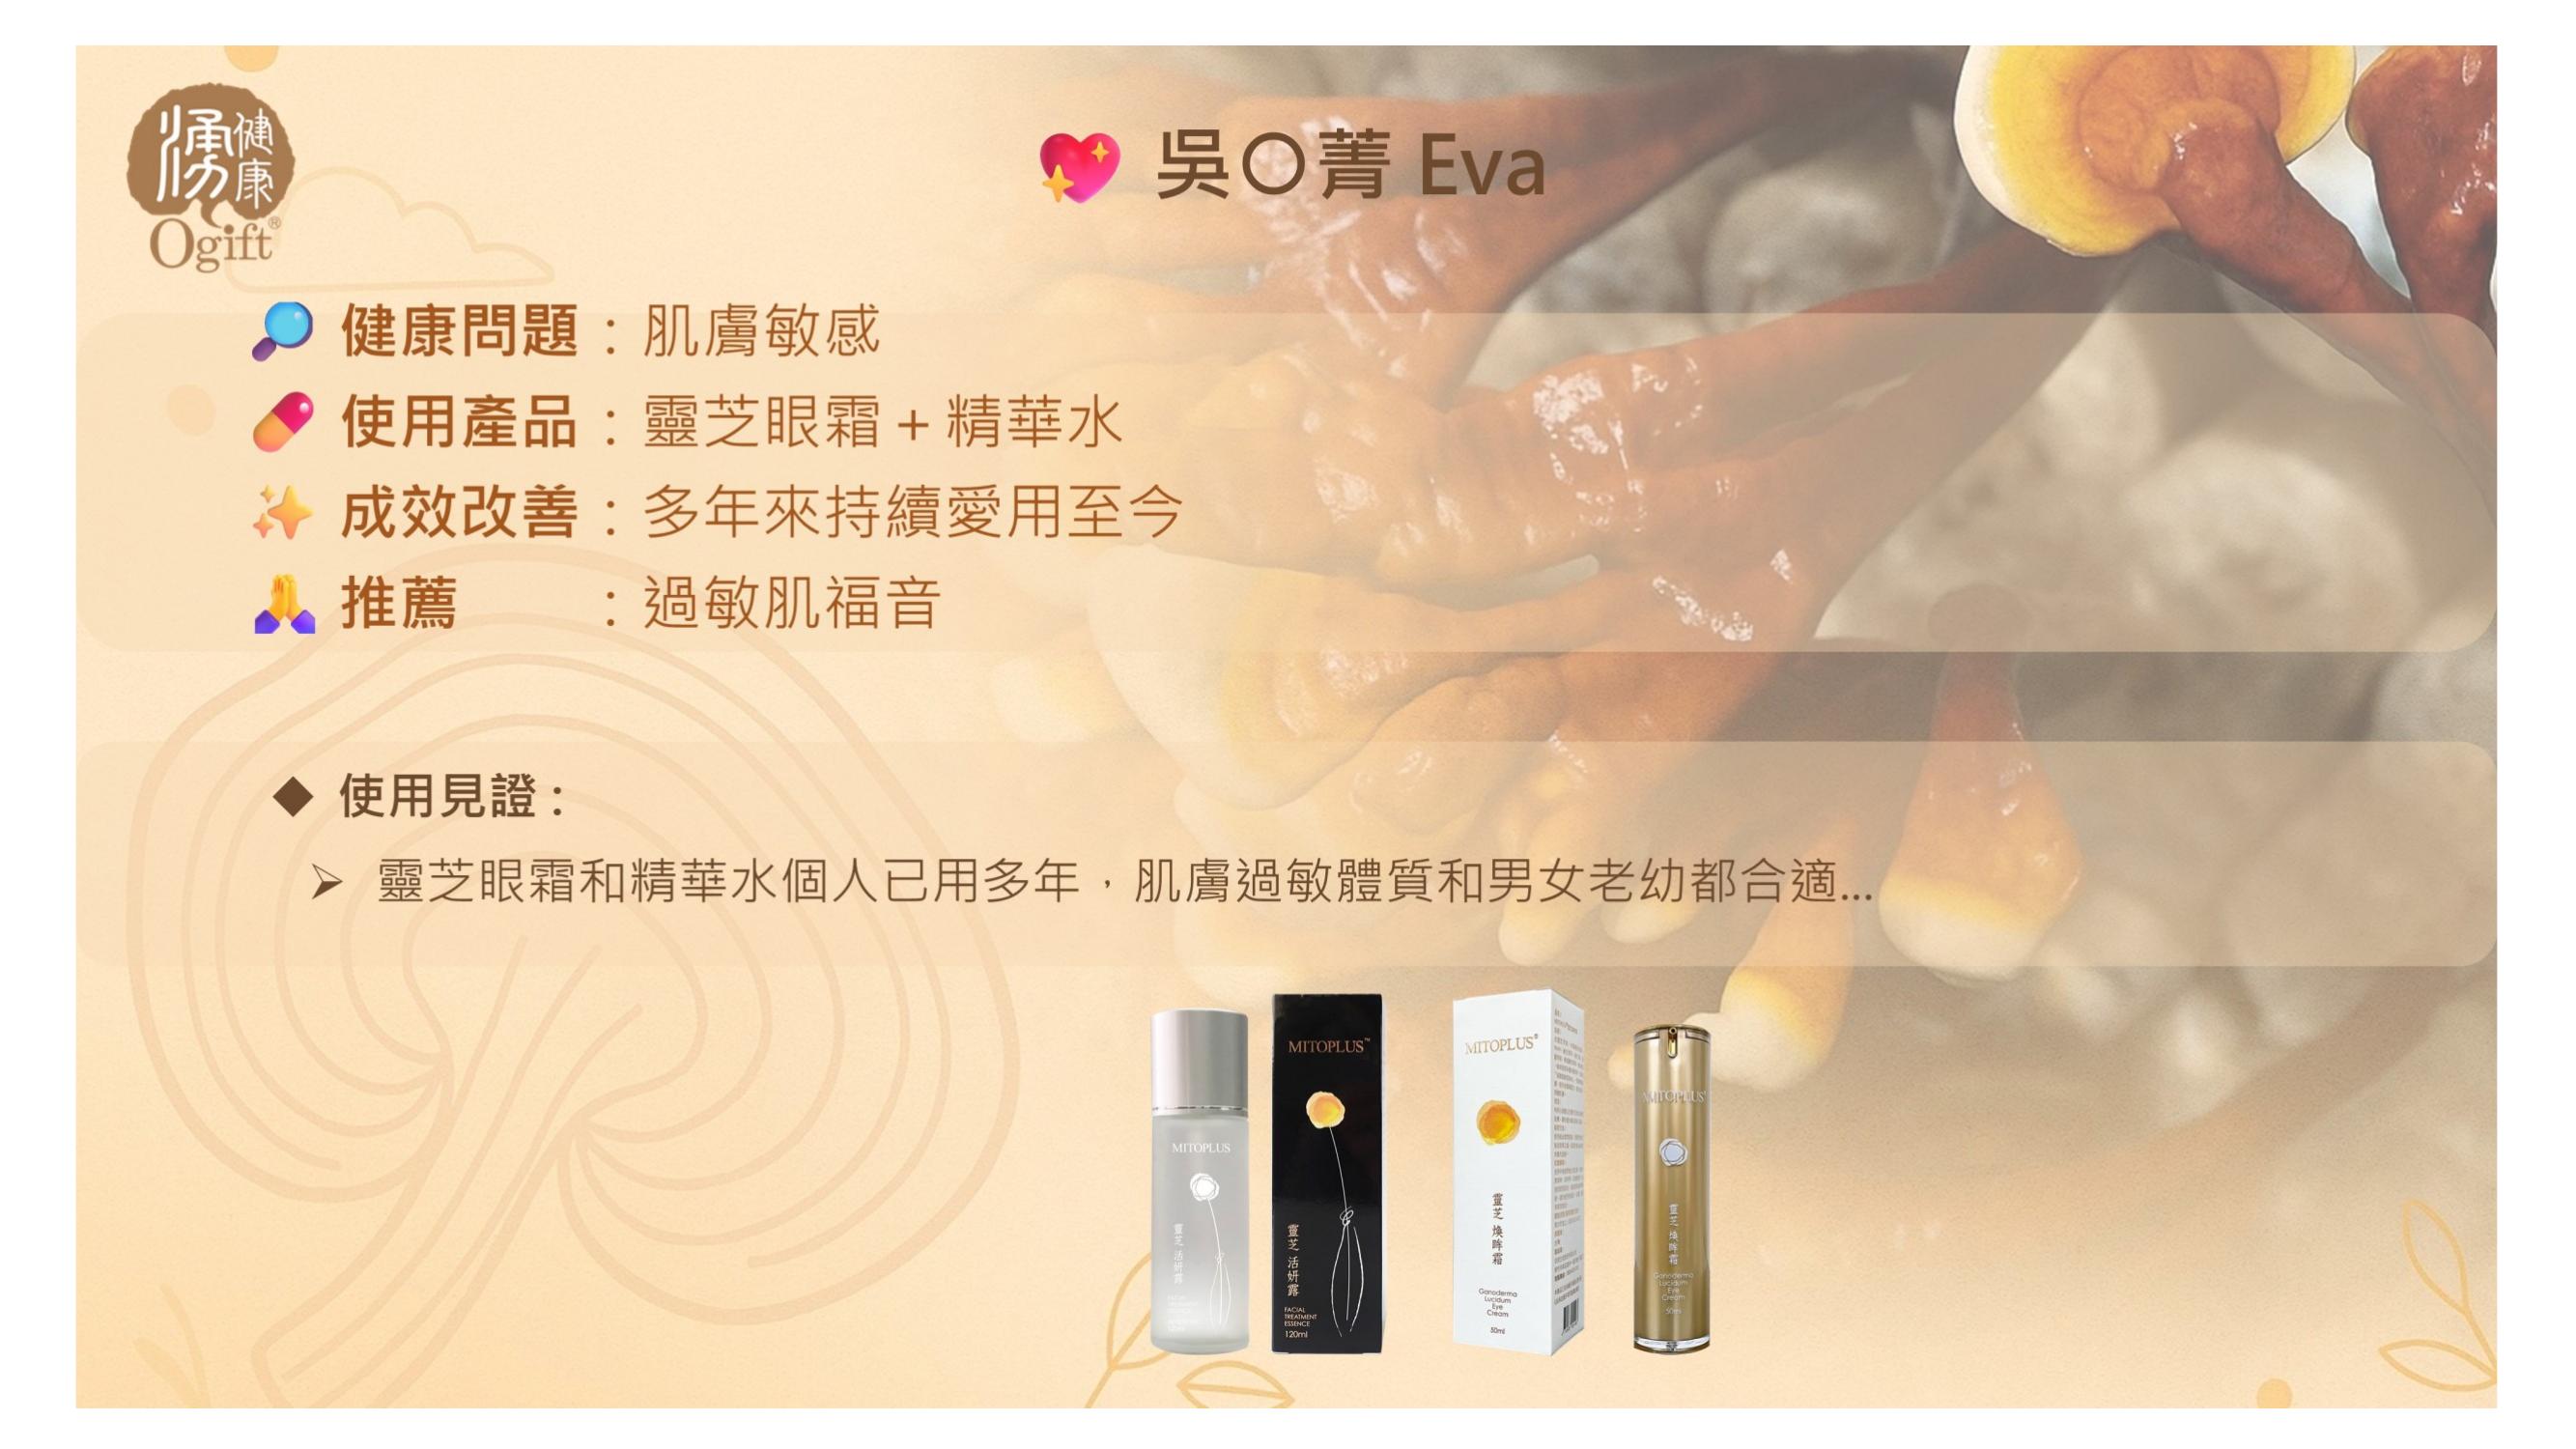 湧健康
Ogift®
吳〇菁 Eva
健康問題：肌膚敏感
使用產品：靈芝眼霜+精華水
成效改善：多年來持續愛用至今
推薦：過敏肌福音
◆ 使用見證：
➢ 靈芝眼霜和精華水個人已用多年，肌膚過敏體質和男女老幼都合適...
MITOPLUS
靈芝 活妍露
MITOPLUS™
靈芝 活妍露
FACIAL
TREATMENT
ESSENCE
120ml
MITOPLUS®
靈芝 煥眸霜
Ganoderma
Lucidum
Eye
Cream
50ml
MITOPLUS®
靈芝 煥眸霜
Ganoderma
Lucidum
Eye
Cream
50ml